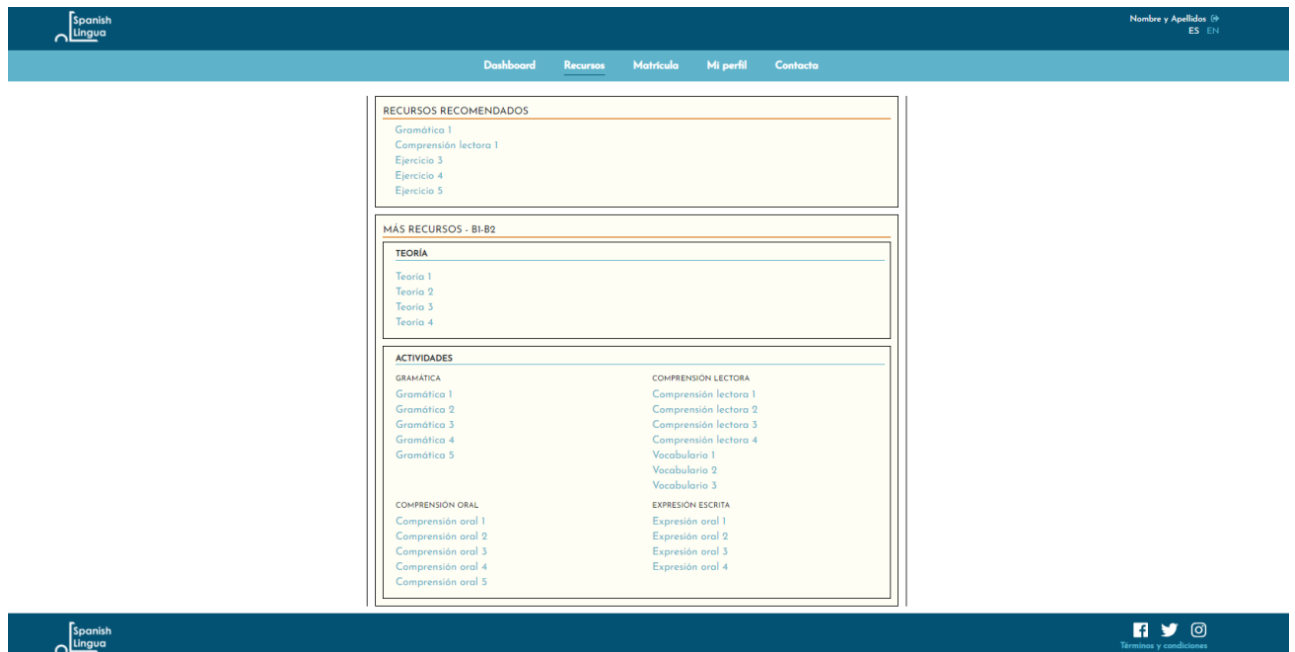 Spanish
Lingua
Nombre y Apellidos
ES EN
Dashboard Recursos Matrícula Mi perfil Contacta
RECURSOS RECOMENDADOS
Gramática 1
Comprensión lectora 1
Ejercicio 3
Ejercicio 4
Ejercicio 5
MÁS RECURSOS - B1-B2
TEORÍA
Teoría 1
Teoría 2
Teoría 3
Teoría 4
ACTIVIDADES
GRAMÁTICA
Gramática 1
Gramática 2
Gramática 3
Gramática 4
Gramática 5
COMPRENSIÓN LECTORA
Comprensión lectora 1
Comprensión lectora 2
Comprensión lectora 3
Comprensión lectora 4
Vocabulario 1
Vocabulario 2
Vocabulario 3
COMPRENSIÓN ORAL
Comprensión oral 1
Comprensión oral 2
Comprensión oral 3
Comprensión oral 4
Comprensión oral 5
EXPRESIÓN ESCRITA
Expresión oral 1
Expresión oral 2
Expresión oral 3
Expresión oral 4
Spanish
Lingua
Términos y condiciones